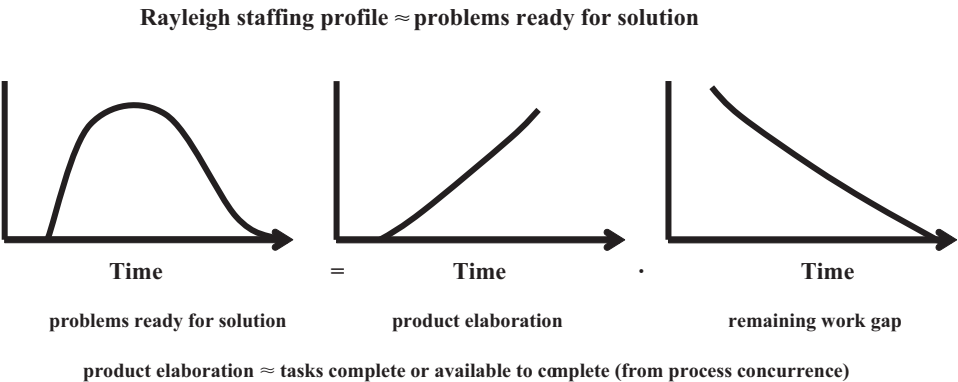 Rayleigh staffing profile ≈ problems ready for solution
Time = Time · Time
problems ready for solution product elaboration remaining work gap
product elaboration ≈ tasks complete or available to complete (from process concurrence)